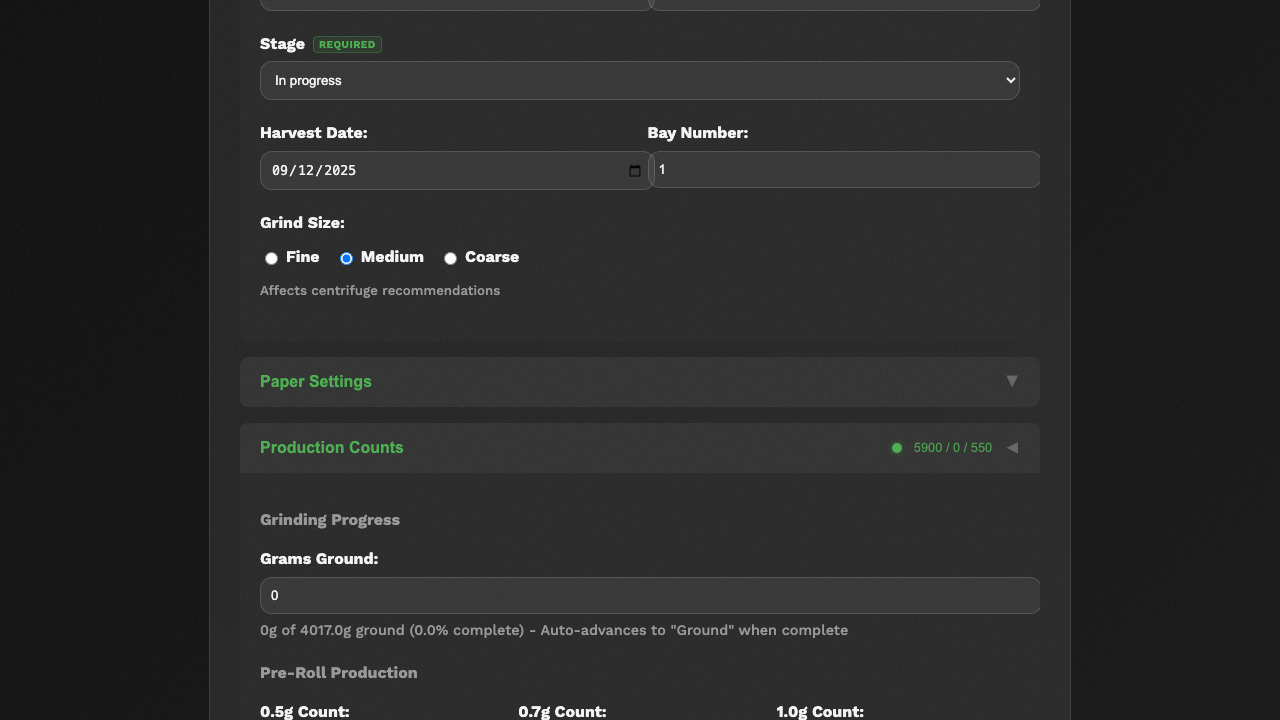 Stage REQUIRED
In progress
Harvest Date: Bay Number:
09/12/2025 1
Grind Size:
Fine Medium Coarse
Affects centrifuge recommendations
Paper Settings
Production Counts 5900 / 0 / 550
Grinding Progress
Grams Ground:
0
0g of 4017.0g ground (0.0% complete) - Auto-advances to "Ground" when complete
Pre-Roll Production
0.5g Count: 0.7g Count: 1.0g Count: